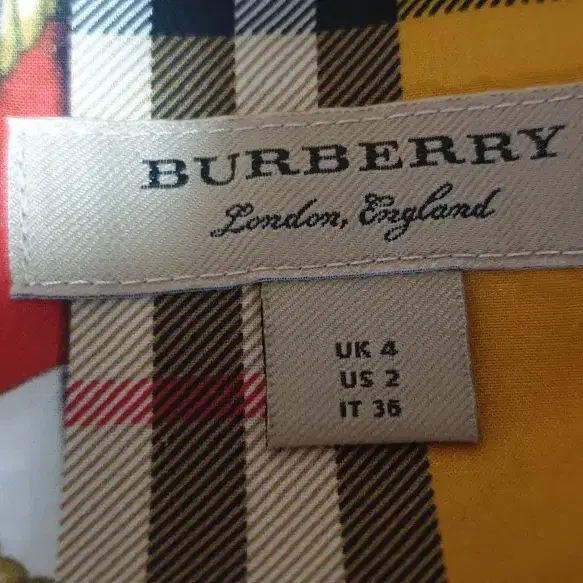 BURBERRY
London, England
UK 4
US 2
IT 36